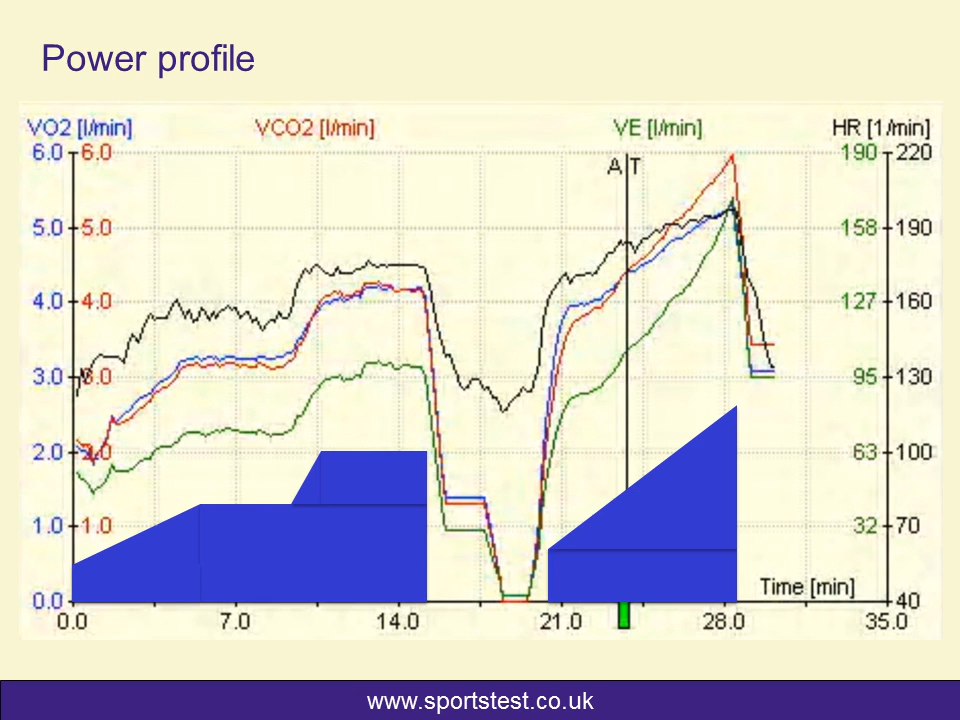 Power profile
VO2 [l/min] VCO2 [l/min] VE [l/min] HR [1/min]
6.0 6.0 190 220
A T
5.0 5.0 158 190
4.0 4.0 127 160
3.0 3.0 95 130
2.0 2.0 63 100
1.0 1.0 32 70
Time [min]
0.0 40
0.0 7.0 14.0 21.0 28.0 35.0
www.sportstest.co.uk